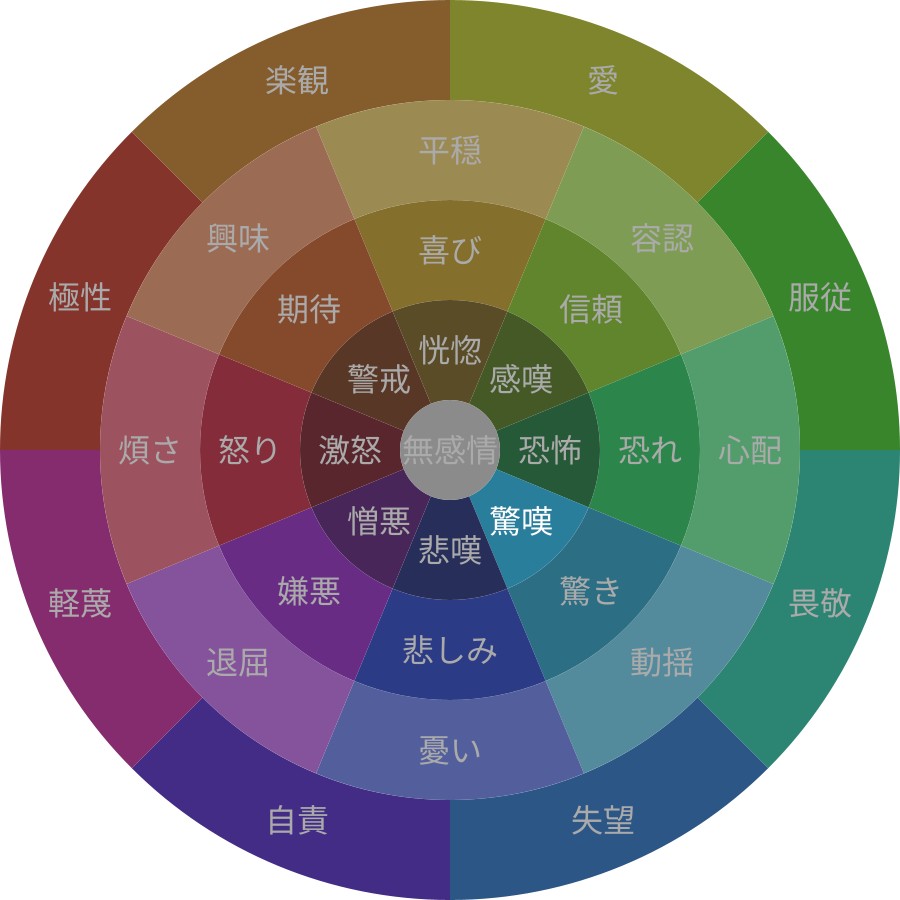 楽観
愛
平穏
興味
容認
喜び
極性
期待
信頼
服従
恍惚
警戒
感嘆
煩さ
怒り
激怒
無感情
恐怖
恐れ
心配
憎悪
驚嘆
悲嘆
軽蔑
嫌悪
驚き
畏敬
悲しみ
退屈
動揺
憂い
自責
失望